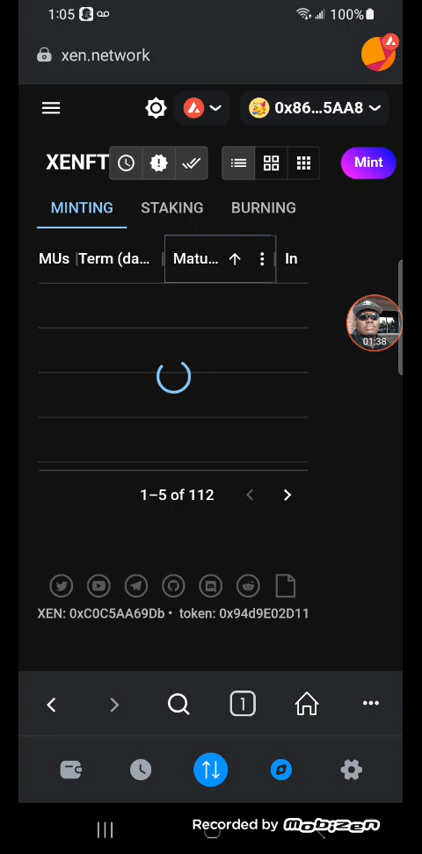 1:05 100%
xen.network
0x86...5AA8
XENFT Mint
MINTING STAKING BURNING
MUs Term (da... Matu... In
01:38
1–5 of 112
XEN: 0xC0C5AA69Db • token: 0x94d9E02D11
1
Recorded by MOBIZEN